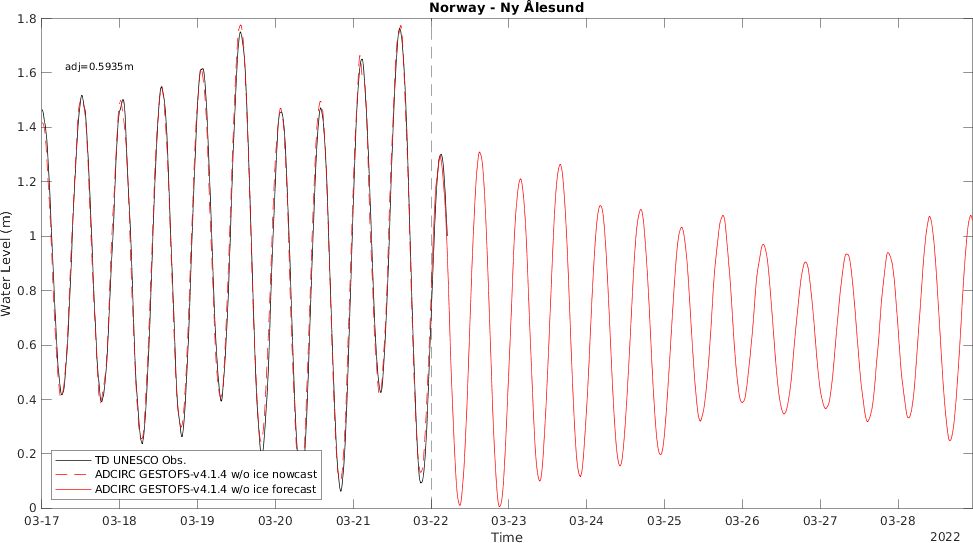 Norway - Ny Ålesund
1.8
1.6
1.4
1.2
1
0.8
0.6
0.4
0.2
0
Water Level (m)
adj=0.5935m
TD UNESCO Obs.
ADCIRC GESTOFS-v4.1.4 w/o ice nowcast
ADCIRC GESTOFS-v4.1.4 w/o ice forecast
03-17 03-18 03-19 03-20 03-21 03-22 03-23 03-24 03-25 03-26 03-27 03-28
Time
2022